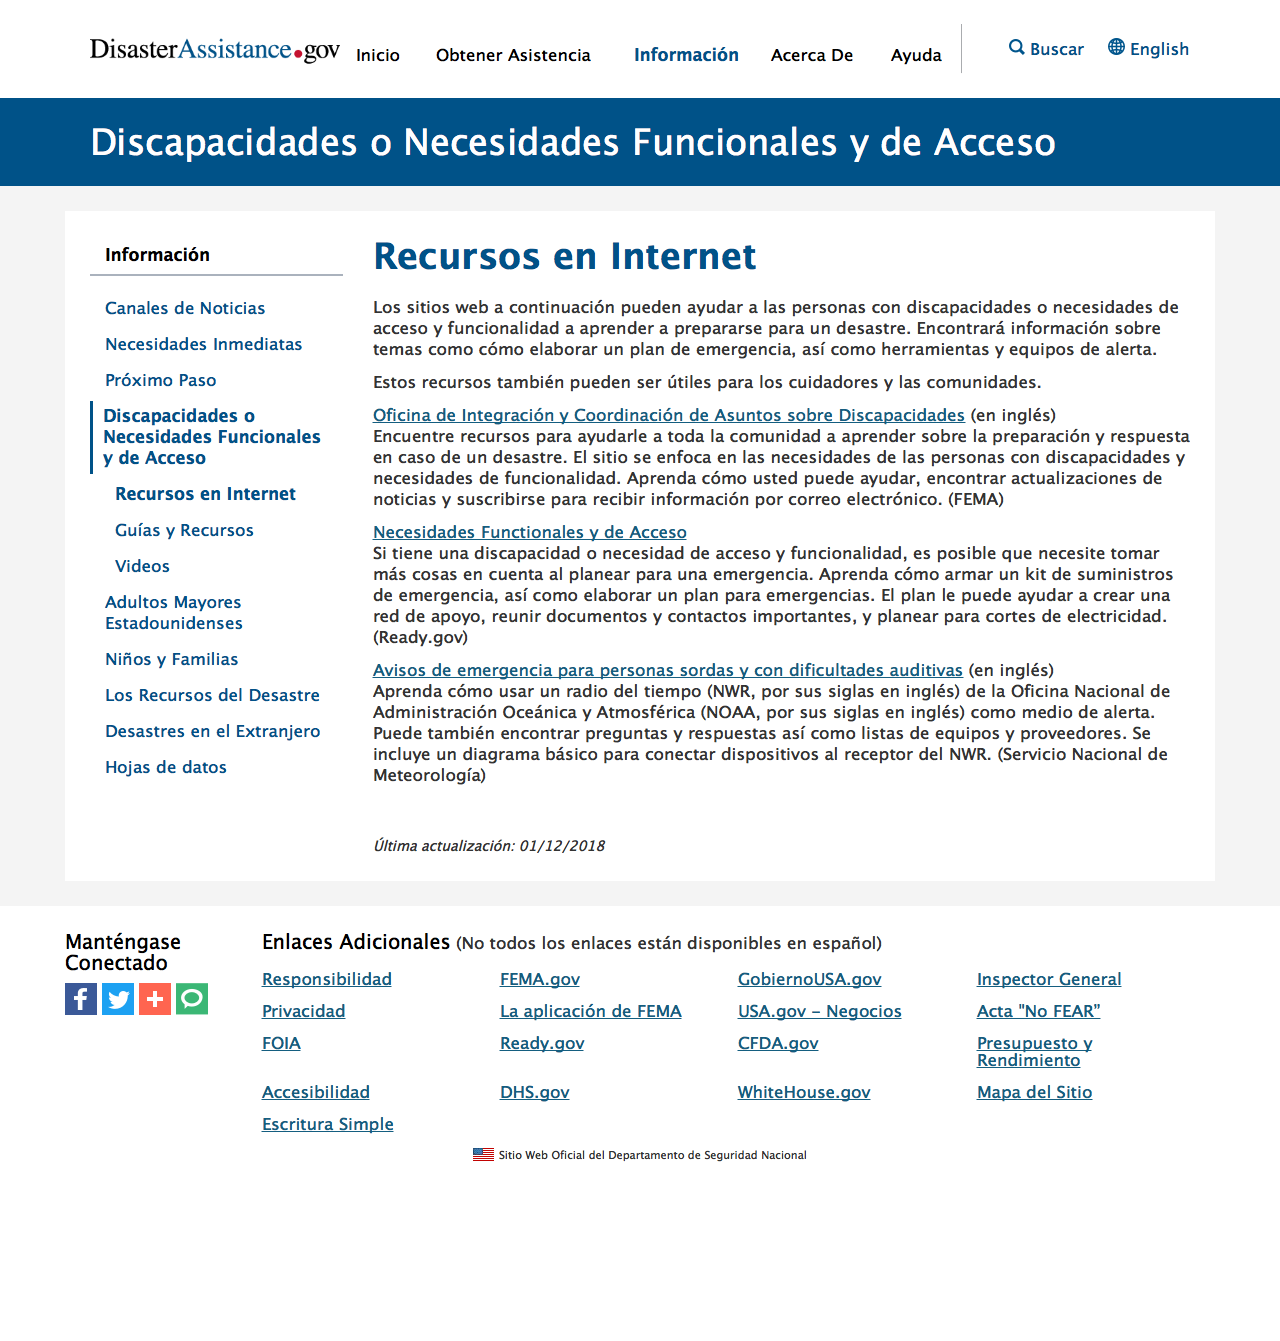 DisasterAssistance.gov
Inicio Obtener Asistencia Información Acerca De Ayuda Buscar English
Discapacidades o Necesidades Funcionales y de Acceso
Información
Canales de Noticias
Necesidades Inmediatas
Próximo Paso
Discapacidades o
Necesidades Funcionales
y de Acceso
Recursos en Internet
Guías y Recursos
Videos
Adultos Mayores
Estadounidenses
Niños y Familias
Los Recursos del Desastre
Desastres en el Extranjero
Hojas de datos
Recursos en Internet
Los sitios web a continuación pueden ayudar a las personas con discapacidades o necesidades de
acceso y funcionalidad a aprender a prepararse para un desastre. Encontrará información sobre
temas como cómo elaborar un plan de emergencia, así como herramientas y equipos de alerta.
Estos recursos también pueden ser útiles para los cuidadores y las comunidades.
Oficina de Integración y Coordinación de Asuntos sobre Discapacidades (en inglés)
Encuentre recursos para ayudarle a toda la comunidad a aprender sobre la preparación y respuesta
en caso de un desastre. El sitio se enfoca en las necesidades de las personas con discapacidades y
necesidades de funcionalidad. Aprenda cómo usted puede ayudar, encontrar actualizaciones de
noticias y suscribirse para recibir información por correo electrónico. (FEMA)
Necesidades Functionales y de Acceso
Si tiene una discapacidad o necesidad de acceso y funcionalidad, es posible que necesite tomar
más cosas en cuenta al planear para una emergencia. Aprenda cómo armar un kit de suministros
de emergencia, así como elaborar un plan para emergencias. El plan le puede ayudar a crear una
red de apoyo, reunir documentos y contactos importantes, y planear para cortes de electricidad.
(Ready.gov)
Avisos de emergencia para personas sordas y con dificultades auditivas (en inglés)
Aprenda cómo usar un radio del tiempo (NWR, por sus siglas en inglés) de la Oficina Nacional de
Administración Oceánica y Atmosférica (NOAA, por sus siglas en inglés) como medio de alerta.
Puede también encontrar preguntas y respuestas así como listas de equipos y proveedores. Se
incluye un diagrama básico para conectar dispositivos al receptor del NWR. (Servicio Nacional de
Meteorología)
Última actualización: 01/12/2018
Manténgase
Conectado
Enlaces Adicionales (No todos los enlaces están disponibles en español)
Responsibilidad FEMA.gov GobiernoUSA.gov Inspector General
Privacidad La aplicación de FEMA USA.gov – Negocios Acta "No FEAR”
FOIA Ready.gov CFDA.gov Presupuesto y
Rendimiento
Accesibilidad DHS.gov WhiteHouse.gov Mapa del Sitio
Escritura Simple
Sitio Web Oficial del Departamento de Seguridad Nacional